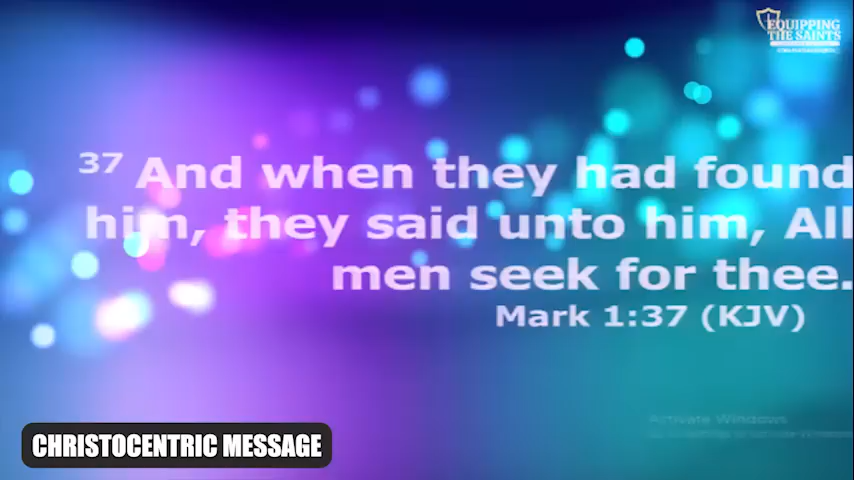 EQUIPPING
THE SAINTS
37 And when they had found
him, they said unto him, All
men seek for thee.
Mark 1:37 (KJV)
Activate Windows
CHRISTOCENTRIC MESSAGE